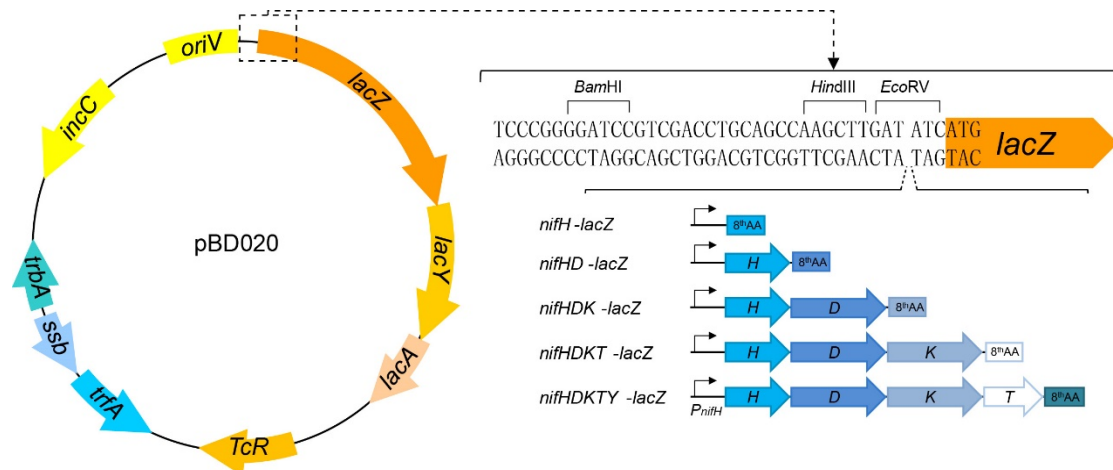 oriV
lacZ
incC
lacY
pBD020
trbA
ssb
trfA
lacA
TcR
BamHI HindIII EcoRV
TCCCGGGGATCCGTCGACCTGCAGCCAAGCTTGAT ATCATG
AGGGCCCCTAGGCAGCTGGACGTCGGTTCGAACTA TAGTAC
lacZ
nifH -lacZ 8thAA
nifHD -lacZ H 8thAA
nifHDK -lacZ H D 8thAA
nifHDKT -lacZ H D K 8thAA
nifHDKTY -lacZ H D K T 8thAA
PnifH